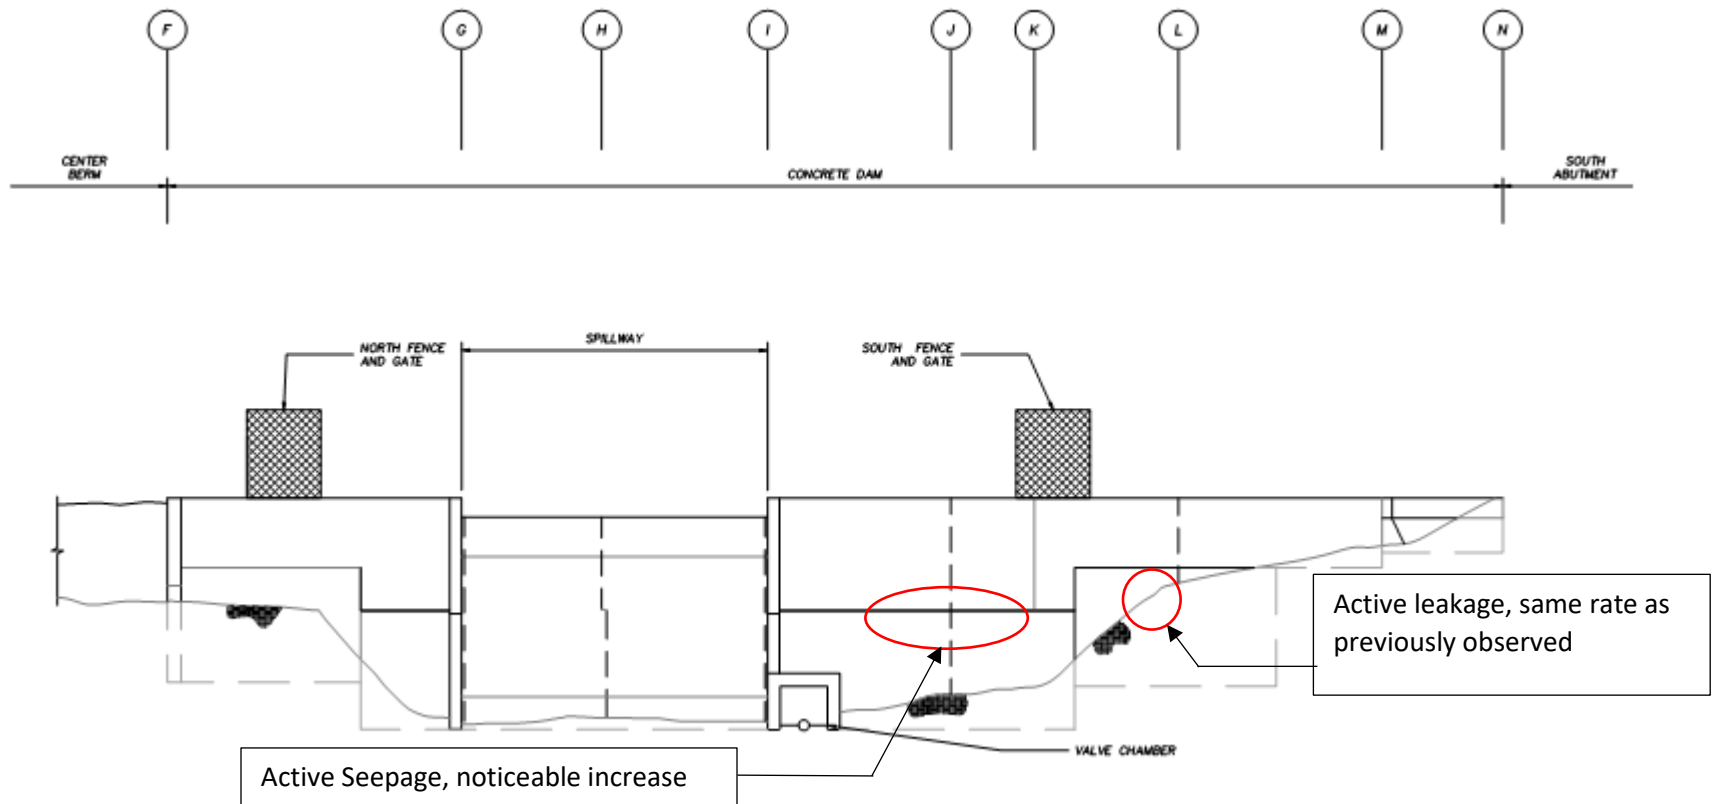 F
G
H
I
J
K
L
M
N
CENTER
BERM
CONCRETE DAM
SOUTH
ABUTMENT
NORTH FENCE
AND GATE
SPILLWAY
SOUTH FENCE
AND GATE
Active leakage, same rate as
previously observed
VALVE CHAMBER
Active Seepage, noticeable increase